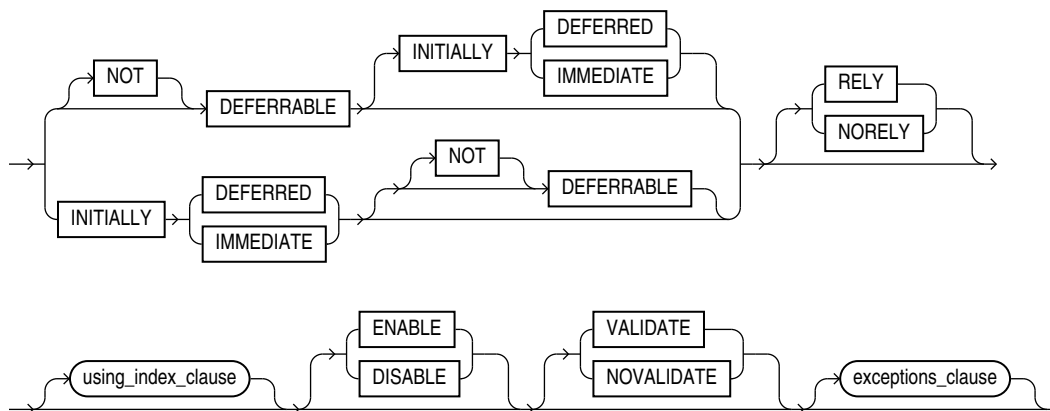 NOT
DEFERRABLE
INITIALLY
DEFERRED
IMMEDIATE
INITIALLY
DEFERRED
IMMEDIATE
NOT
DEFERRABLE
RELY
NORELY
using_index_clause
ENABLE
DISABLE
VALIDATE
NOVALIDATE
exceptions_clause